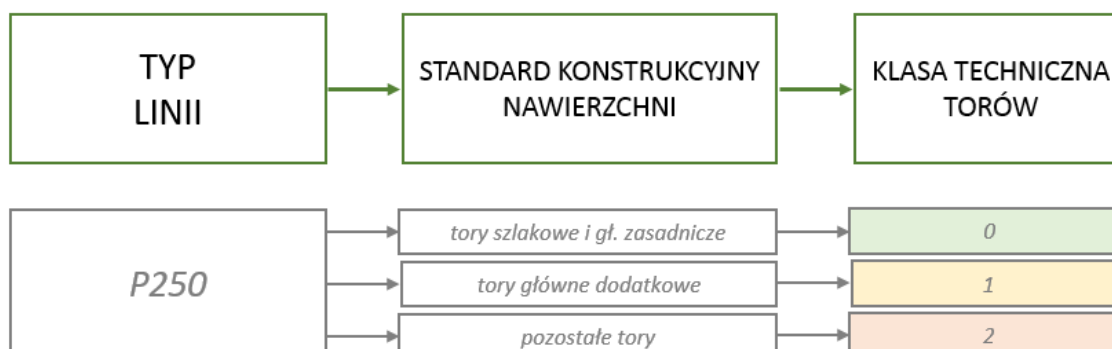 TYP
LINII
STANDARD KONSTRUKCYJNY
NAWIERZCHNI
KLASA TECHNICZNA
TORÓW
P250
tory szlakowe i gł. zasadnicze
0
tory główne dodatkowe
1
pozostałe tory
2